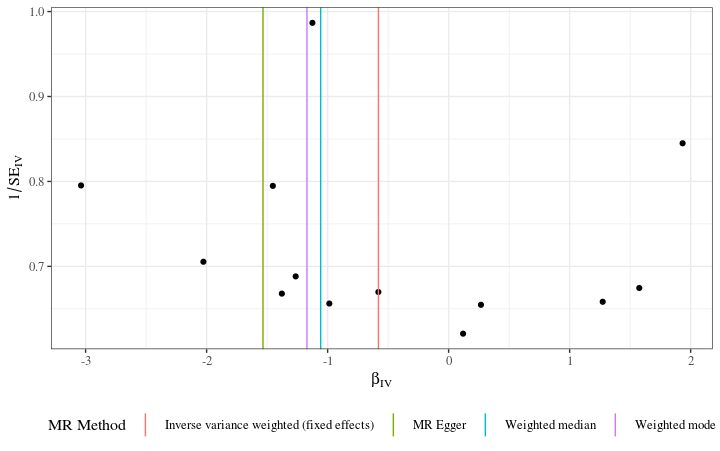 1.0
0.9
0.8
0.7
1/SE_IV
-3 -2 -1 0 1 2
β_IV
MR Method Inverse variance weighted (fixed effects) MR Egger Weighted median Weighted mode